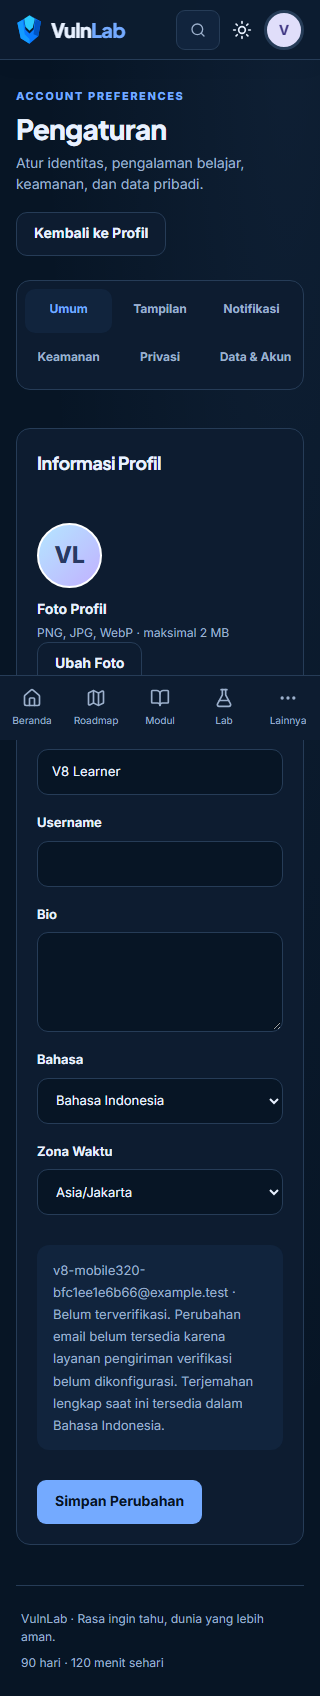 VulnLab
V
ACCOUNT PREFERENCES
Pengaturan
Atur identitas, pengalaman belajar,
keamanan, dan data pribadi.
Kembali ke Profil
Umum Tampilan Notifikasi
Keamanan Privasi Data & Akun
Informasi Profil
VL
Foto Profil
PNG, JPG, WebP · maksimal 2 MB
Ubah Foto
Beranda Roadmap Modul Lab Lainnya
V8 Learner
Username
Bio
Bahasa
Bahasa Indonesia
Zona Waktu
Asia/Jakarta
v8-mobile320-
bfc1ee1e6b66@example.test ·
Belum terverifikasi. Perubahan
email belum tersedia karena
layanan pengiriman verifikasi
belum dikonfigurasi. Terjemahan
lengkap saat ini tersedia dalam
Bahasa Indonesia.
Simpan Perubahan
VulnLab · Rasa ingin tahu, dunia yang lebih
aman.
90 hari · 120 menit sehari